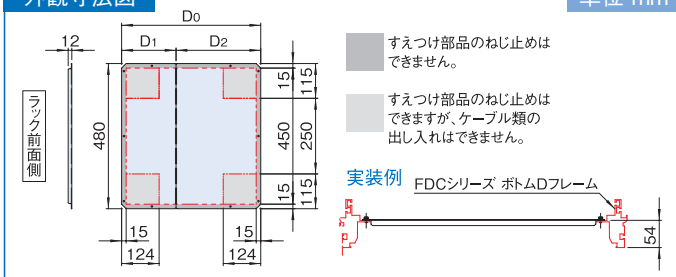 外観寸法図
単位 mm
12
D0
D1
D2
ラック前面側
480
15
115
450
250
15
115
15
15
124
124
すえつけ部品のねじ止めは
できません。
すえつけ部品のねじ止めは
できますが、ケーブル類の
出し入れはできません。
実装例
FDCシリーズ ボトムDフレーム
54